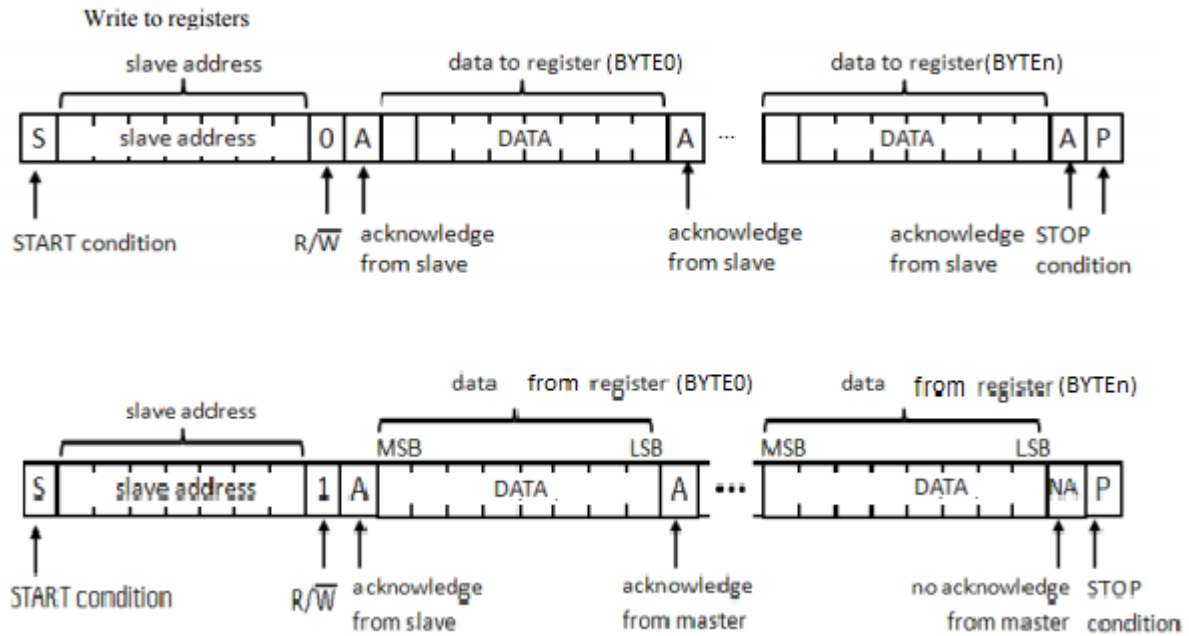 Write to registers
slave address
data to register (BYTE0)
data to register(BYTEn)
S slave address 0 A DATA A ... DATA A P
START condition
R/W̅
acknowledge
from slave
acknowledge
from slave
acknowledge
from slave
STOP
condition
slave address
data from register (BYTE0)
data from register (BYTEn)
MSB LSB MSB LSB
S slave address 1 A DATA A ... DATA NA P
START condition
R/W̅
acknowledge
from slave
acknowledge
from master
no acknowledge
from master
STOP
condition